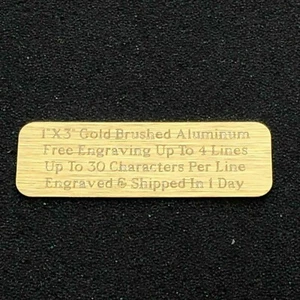 1"X3" Gold Brushed Aluminum
Free Engraving Up To 4 Lines
Up To 30 Characters Per Line
Engraved & Shipped In 1 Day